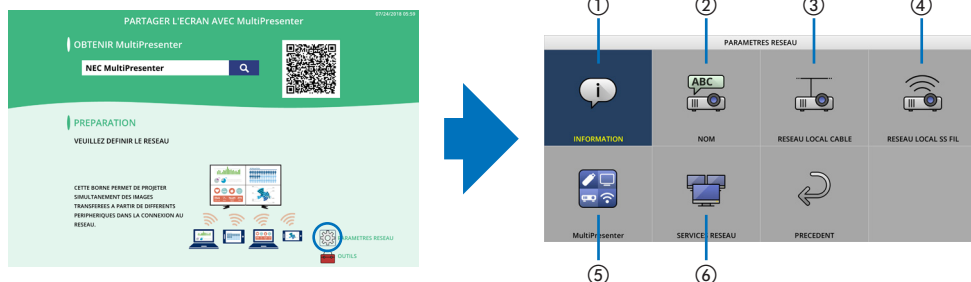 PARTAGER L'ECRAN AVEC MultiPresenter
07/24/2018 05:09
OBTENIR MultiPresenter
NEC MultiPresenter
PREPARATION
VEUILLEZ DEFINIR LE RESEAU
CETTE BORNE PERMET DE PROJETER
SIMULTANEMENT DES IMAGES
TRANSFEREES A PARTIR DE DIFFERENTS
PERIPHERIQUES DANS LA CONNEXION AU
RESEAU.
PARAMETRES RESEAU
OUTILS
① ② ③ ④
PARAMETRES RESEAU
ABC
INFORMATION NOM RESEAU LOCAL CABLE RESEAU LOCAL SS FIL
MultiPresenter SERVICES RESEAU PRECEDENT
⑤ ⑥